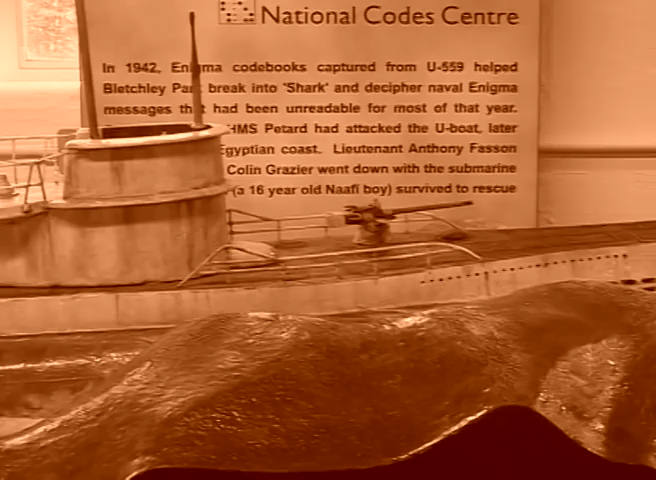 National Codes Centre
In 1942, Enigma codebooks captured from U-559 helped
Bletchley Park break into 'Shark' and decipher naval Enigma
messages that had been unreadable for most of that year.
HMS Petard had attacked the U-boat, later
Egyptian coast. Lieutenant Anthony Fasson
Colin Grazier went down with the submarine
(a 16 year old Naafi boy) survived to rescue